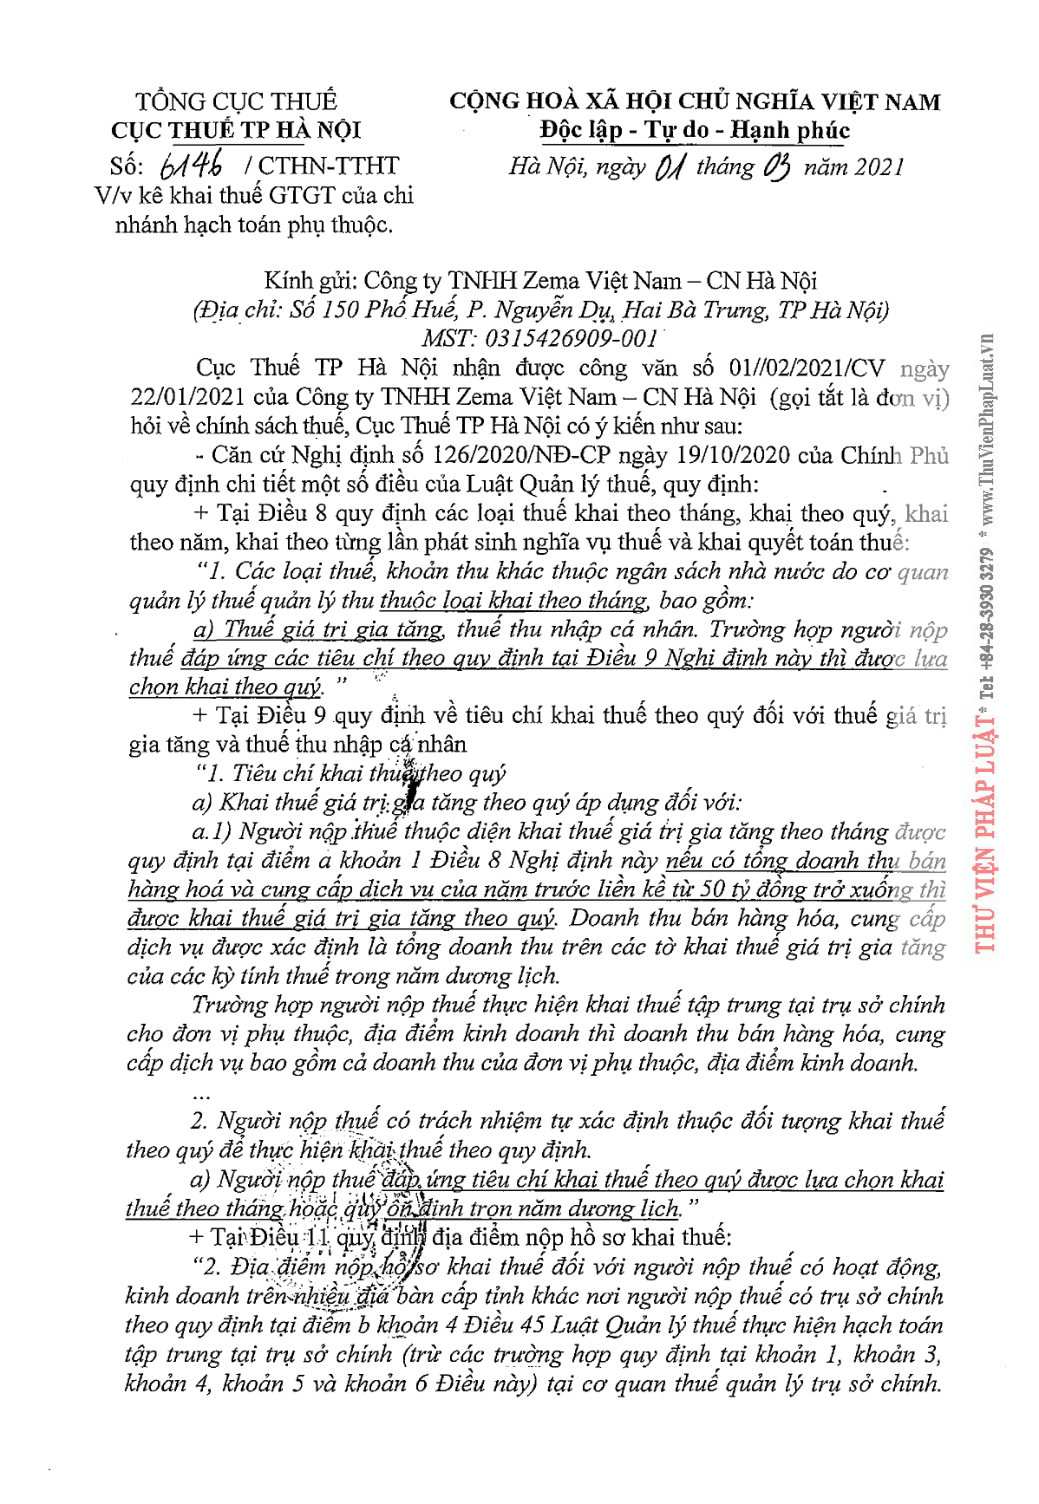 TỔNG CỤC THUẾ
CỤC THUẾ TP HÀ NỘI
Số: 6146 / CTHN-TTHT
V/v kê khai thuế GTGT của chi
nhánh hạch toán phụ thuộc.
CỘNG HOÀ XÃ HỘI CHỦ NGHĨA VIỆT NAM
Độc lập - Tự do - Hạnh phúc
Hà Nội, ngày 01 tháng 03 năm 2021
Kính gửi: Công ty TNHH Zema Việt Nam – CN Hà Nội
(Địa chỉ: Số 150 Phố Huế, P. Nguyễn Dụ, Hai Bà Trung, TP Hà Nội)
MST: 0315426909-001
Cục Thuế TP Hà Nội nhận được công văn số 01//02/2021/CV ngày
22/01/2021 của Công ty TNHH Zema Việt Nam – CN Hà Nội (gọi tắt là đơn vị)
hỏi về chính sách thuế, Cục Thuế TP Hà Nội có ý kiến như sau:
- Căn cứ Nghị định số 126/2020/NĐ-CP ngày 19/10/2020 của Chính Phủ
quy định chi tiết một số điều của Luật Quản lý thuế, quy định:
+ Tại Điều 8 quy định các loại thuế khai theo tháng, khai theo quý, khai
theo năm, khai theo từng lần phát sinh nghĩa vụ thuế và khai quyết toán thuế:
“1. Các loại thuế, khoản thu khác thuộc ngân sách nhà nước do cơ quan
quản lý thuế quản lý thu thuộc loại khai theo tháng, bao gồm:
a) Thuế giá trị gia tăng, thuế thu nhập cá nhân. Trường hợp người nộp
thuế đáp ứng các tiêu chí theo quy định tại Điều 9 Nghị định này thì được lựa
chọn khai theo quý. ”
+ Tại Điều 9 quy định về tiêu chí khai thuế theo quý đối với thuế giá trị
gia tăng và thuế thu nhập cá nhân
“1. Tiêu chí khai thuế theo quý
a) Khai thuế giá trị gia tăng theo quý áp dụng đối với:
a.1) Người nộp thuế thuộc diện khai thuế giá trị gia tăng theo tháng được
quy định tại điểm a khoản 1 Điều 8 Nghị định này nếu có tổng doanh thu bán
hàng hoá và cung cấp dịch vụ của năm trước liền kề từ 50 tỷ đồng trở xuống thì
được khai thuế giá trị gia tăng theo quý. Doanh thu bán hàng hóa, cung cấp
dịch vụ được xác định là tổng doanh thu trên các tờ khai thuế giá trị gia tăng
của các kỳ tính thuế trong năm dương lịch.
Trường hợp người nộp thuế thực hiện khai thuế tập trung tại trụ sở chính
cho đơn vị phụ thuộc, địa điểm kinh doanh thì doanh thu bán hàng hóa, cung
cấp dịch vụ bao gồm cả doanh thu của đơn vị phụ thuộc, địa điểm kinh doanh.
...
2. Người nộp thuế có trách nhiệm tự xác định thuộc đối tượng khai thuế
theo quý để thực hiện khai thuế theo quy định.
a) Người nộp thuế đáp ứng tiêu chí khai thuế theo quý được lựa chọn khai
thuế theo tháng hoặc quý ổn định trọn năm dương lịch. ”
+ Tại Điều 11 quy định địa điểm nộp hồ sơ khai thuế:
“2. Địa điểm nộp hồ sơ khai thuế đối với người nộp thuế có hoạt động,
kinh doanh trên nhiều địa bàn cấp tỉnh khác nơi người nộp thuế có trụ sở chính
theo quy định tại điểm b khoản 4 Điều 45 Luật Quản lý thuế thực hiện hạch toán
tập trung tại trụ sở chính (trừ các trường hợp quy định tại khoản 1, khoản 3,
khoản 4, khoản 5 và khoản 6 Điều này) tại cơ quan thuế quản lý trụ sở chính.
THƯ VIỆN PHÁP LUẬT * Tel: +84-28-3930 3279 * www.ThuVienPhapLuat.vn